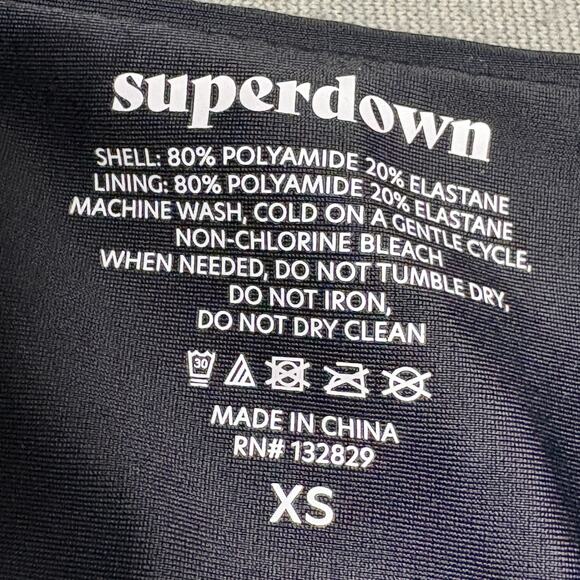 superdown
SHELL: 80% POLYAMIDE 20% ELASTANE
LINING: 80% POLYAMIDE 20% ELASTANE
MACHINE WASH, COLD ON A GENTLE CYCLE,
NON-CHLORINE BLEACH
WHEN NEEDED, DO NOT TUMBLE DRY,
DO NOT IRON,
DO NOT DRY CLEAN
30
MADE IN CHINA
RN# 132829
XS